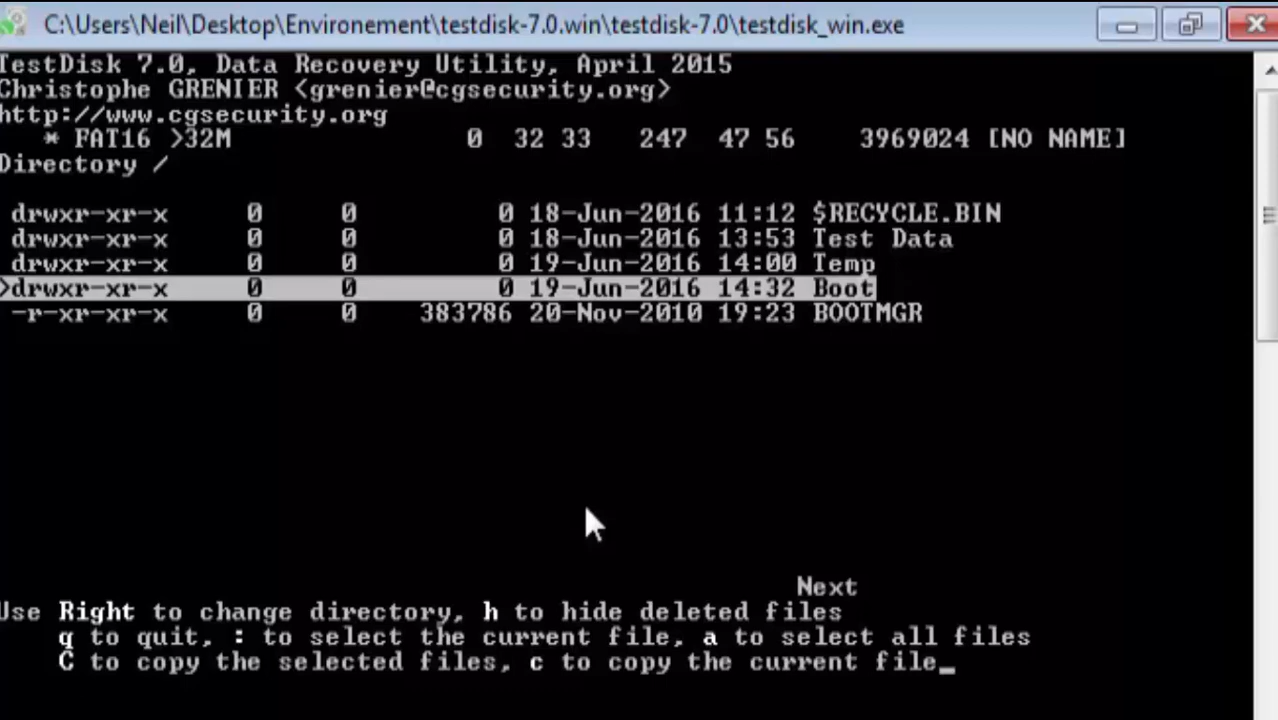 C:\Users\Neil\Desktop\Environement\testdisk-7.0.win\testdisk-7.0\testdisk_win.exe
TestDisk 7.0, Data Recovery Utility, April 2015
Christophe GRENIER <grenier@cgsecurity.org>
http://www.cgsecurity.org
* FAT16 >32M 0 32 33 247 47 56 3969024 [NO NAME]
Directory /
drwxr-xr-x 0 0 0 18-Jun-2016 11:12 $RECYCLE.BIN
drwxr-xr-x 0 0 0 18-Jun-2016 13:53 Test Data
drwxr-xr-x 0 0 0 19-Jun-2016 14:00 Temp
>drwxr-xr-x 0 0 0 19-Jun-2016 14:32 Boot
-r-xr-xr-x 0 0 383786 20-Nov-2010 19:23 BOOTMGR
Next
Use Right to change directory, h to hide deleted files
q to quit, : to select the current file, a to select all files
C to copy the selected files, c to copy the current file_